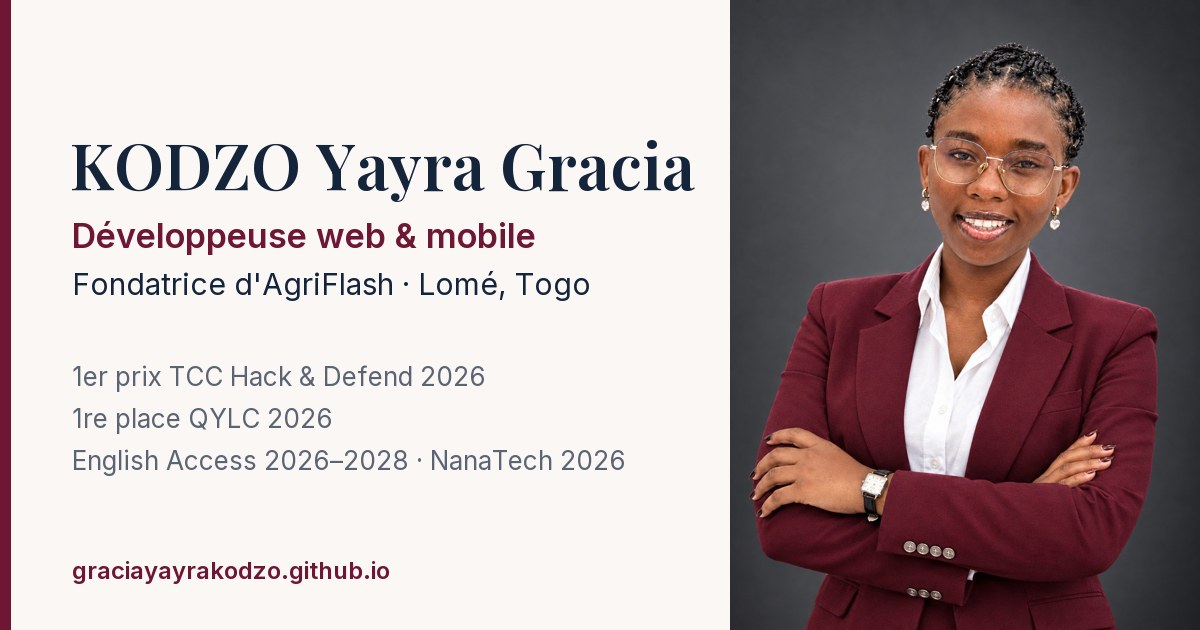 KODZO Yayra Gracia
Développeuse web & mobile
Fondatrice d'AgriFlash · Lomé, Togo
1er prix TCC Hack & Defend 2026
1re place QYLC 2026
English Access 2026–2028 · NanaTech 2026
graciayayrakodzo.github.io